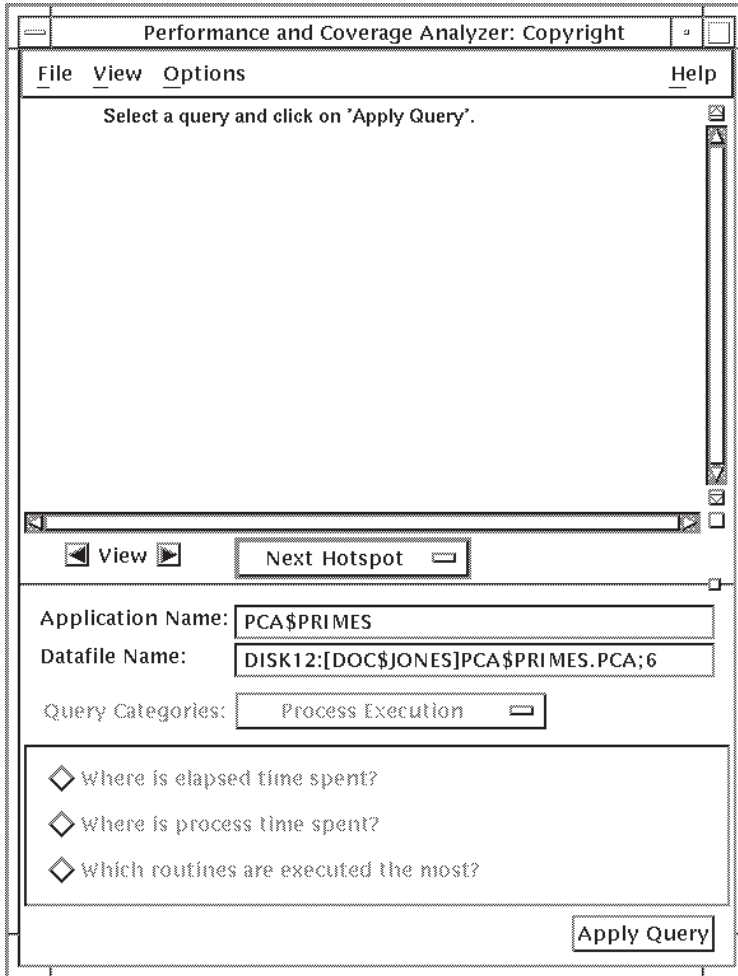 Performance and Coverage Analyzer: Copyright
File View Options Help
Select a query and click on 'Apply Query'.
View Next Hotspot
Application Name: PCA$PRIMES
Datafile Name: DISK12:[DOC$JONES]PCA$PRIMES.PCA;6
Query Categories: Process Execution
Where is elapsed time spent?
Where is process time spent?
Which routines are executed the most?
Apply Query